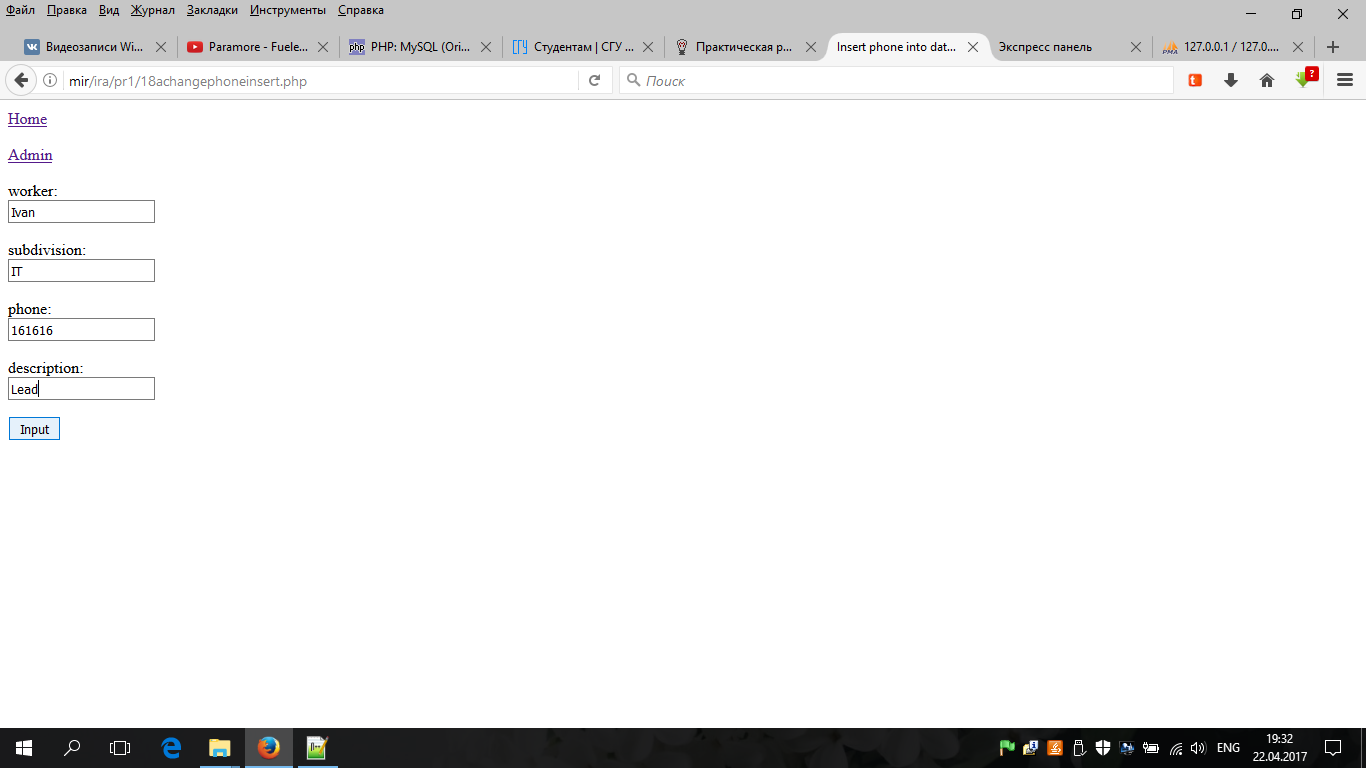 Файл Правка Вид Журнал Закладки Инструменты Справка
Видеозаписи Wi... Paramore - Fuele... php PHP: MySQL (Ori... Студентам | СГУ ... Практическая р... Insert phone into dat... Экспресс панель PMA 127.0.0.1 / 127.0....
mir/ira/pr1/18achangephoneinsert.php Поиск
Home
Admin
worker:
Ivan
subdivision:
IT
phone:
161616
description:
Lead
Input
ENG 19:32
22.04.2017